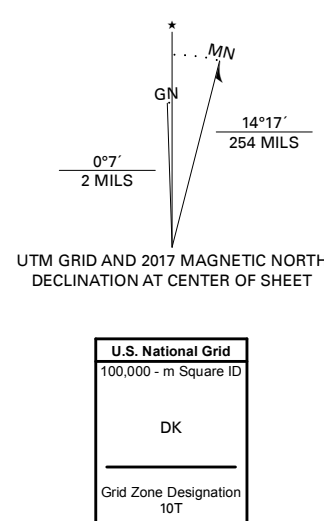 ★
MN
GN
14°17´
254 MILS
0°7´
2 MILS
UTM GRID AND 2017 MAGNETIC NORTH
DECLINATION AT CENTER OF SHEET
U.S. National Grid
100,000 - m Square ID
DK
Grid Zone Designation
10T